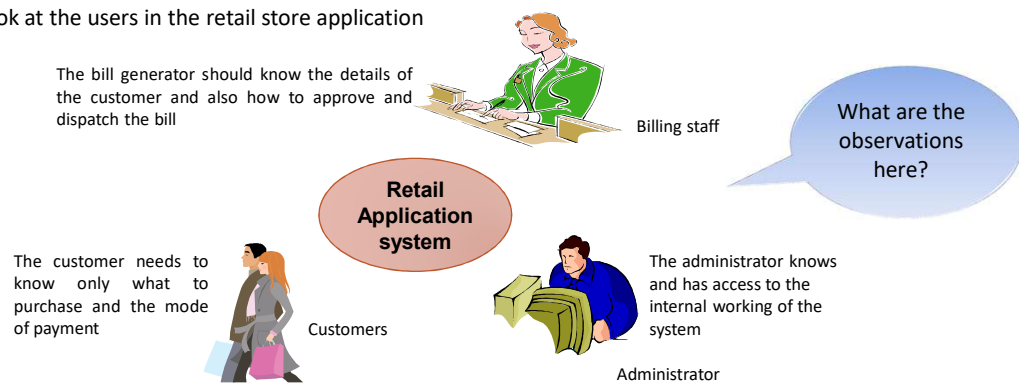 ok at the users in the retail store application
The bill generator should know the details of
the customer and also how to approve and
dispatch the bill
Billing staff
What are the
observations
here?
Retail
Application
system
The customer needs to
know only what to
purchase and the mode
of payment
Customers
The administrator knows
and has access to the
internal working of the
system
Administrator